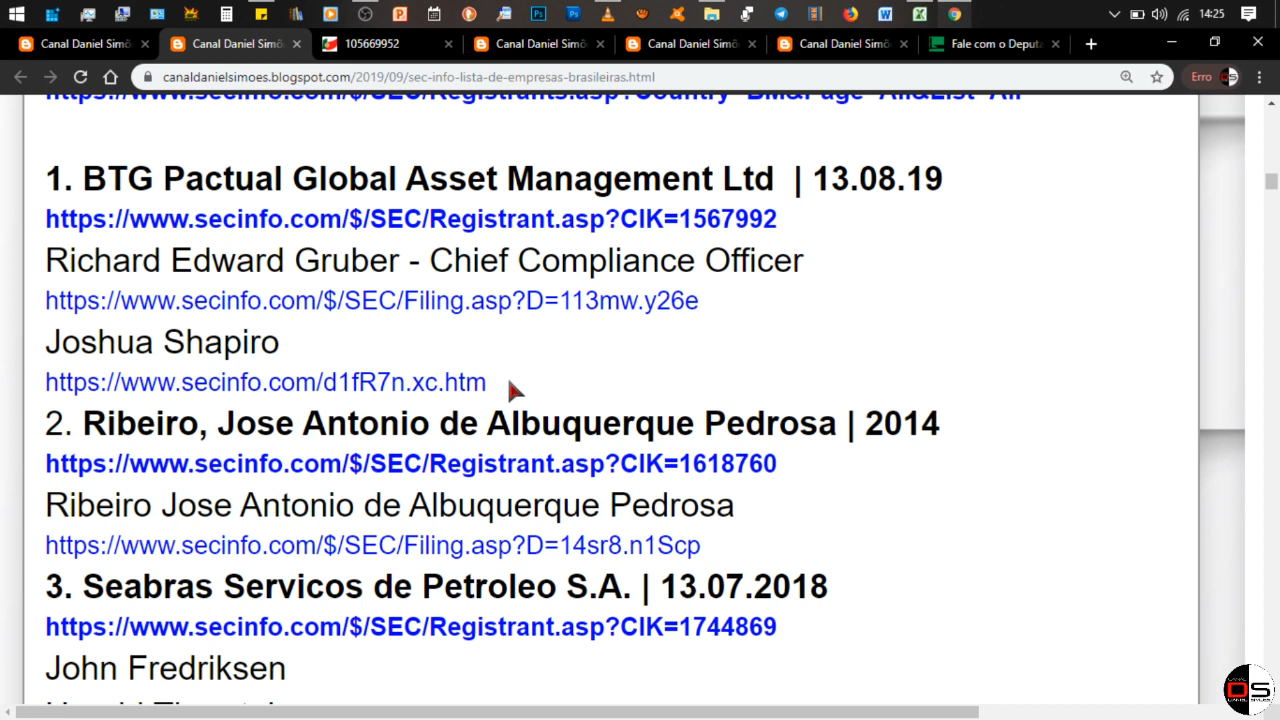 14:25
Canal Daniel Simõ
Canal Daniel Simõ
105669952
Canal Daniel Simõ
Canal Daniel Simõ
Canal Daniel Simõ
Fale com o Deputa
canaldanielsimoes.blogspot.com/2019/09/sec-info-lista-de-empresas-brasileiras.html
Erro
1. BTG Pactual Global Asset Management Ltd | 13.08.19
https://www.secinfo.com/$/SEC/Registrant.asp?CIK=1567992
Richard Edward Gruber - Chief Compliance Officer
https://www.secinfo.com/$/SEC/Filing.asp?D=113mw.y26e
Joshua Shapiro
https://www.secinfo.com/d1fR7n.xc.htm
2. Ribeiro, Jose Antonio de Albuquerque Pedrosa | 2014
https://www.secinfo.com/$/SEC/Registrant.asp?CIK=1618760
Ribeiro Jose Antonio de Albuquerque Pedrosa
https://www.secinfo.com/$/SEC/Filing.asp?D=14sr8.n1Scp
3. Seabras Servicos de Petroleo S.A. | 13.07.2018
https://www.secinfo.com/$/SEC/Registrant.asp?CIK=1744869
John Fredriksen
CANAL
DS
DANIEL SIMÕES